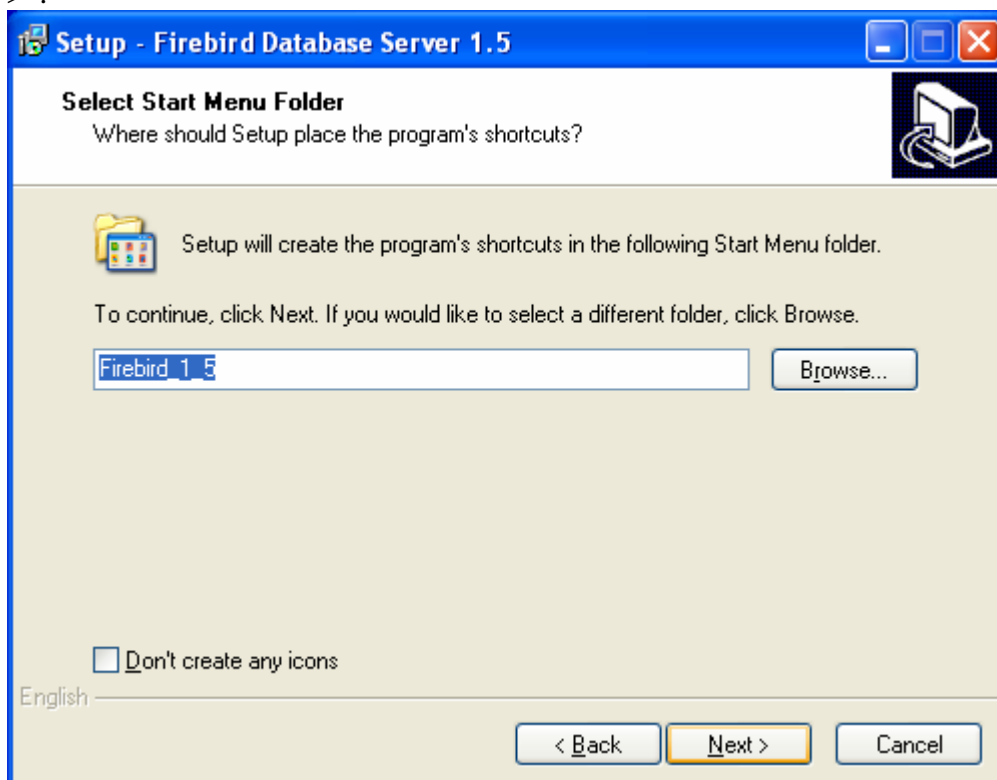 Setup - Firebird Database Server 1.5
Select Start Menu Folder
Where should Setup place the program's shortcuts?
Setup will create the program's shortcuts in the following Start Menu folder.
To continue, click Next. If you would like to select a different folder, click Browse.
Firebird_1_5
Browse...
Don't create any icons
English
< Back
Next >
Cancel